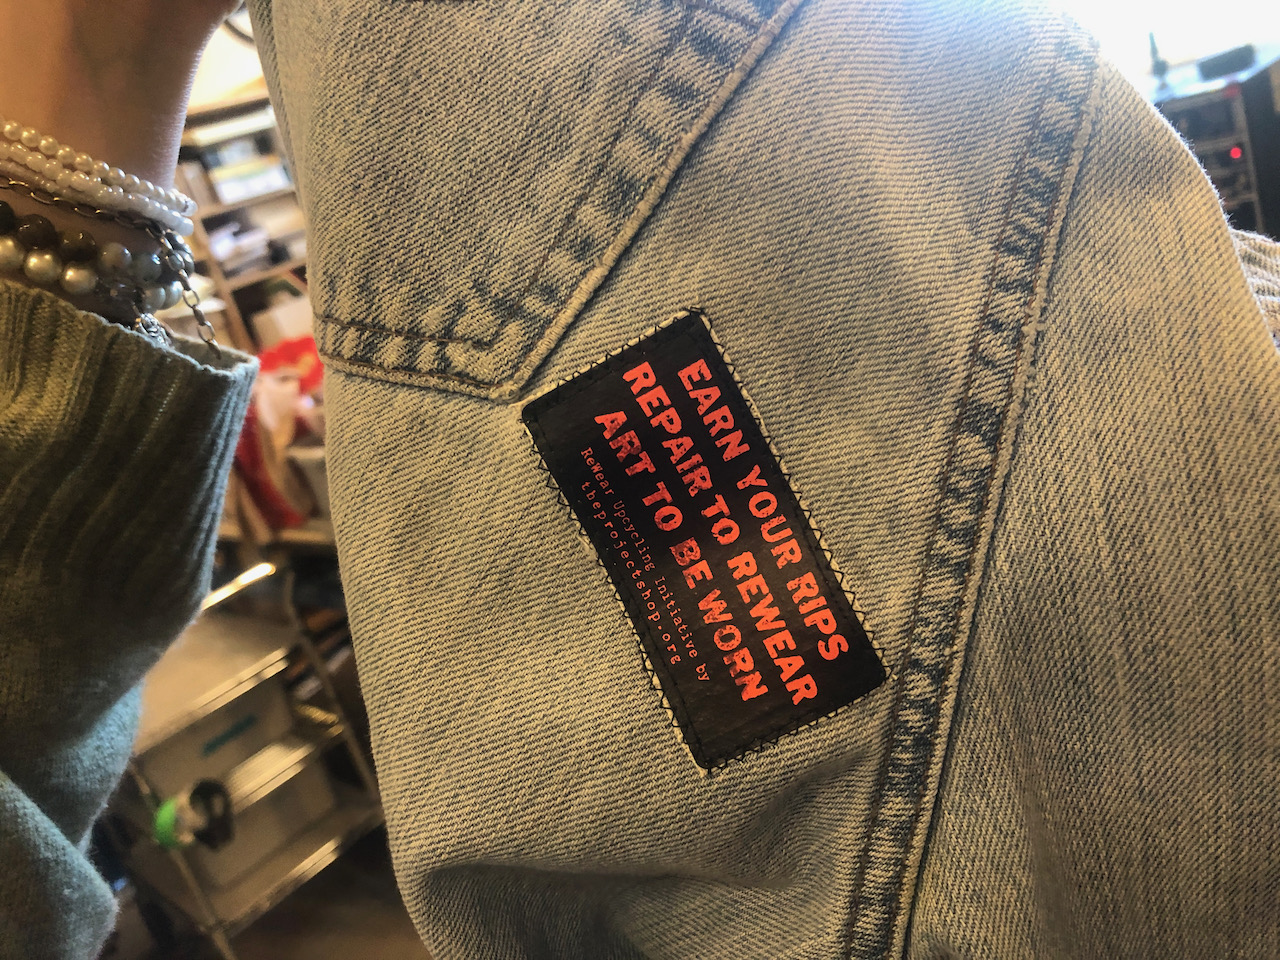 EARN YOUR RIPS
REPAIR TO REWEAR
ART TO BE WORN
ReWear Upcycling Initiative by
theprojectshop.org